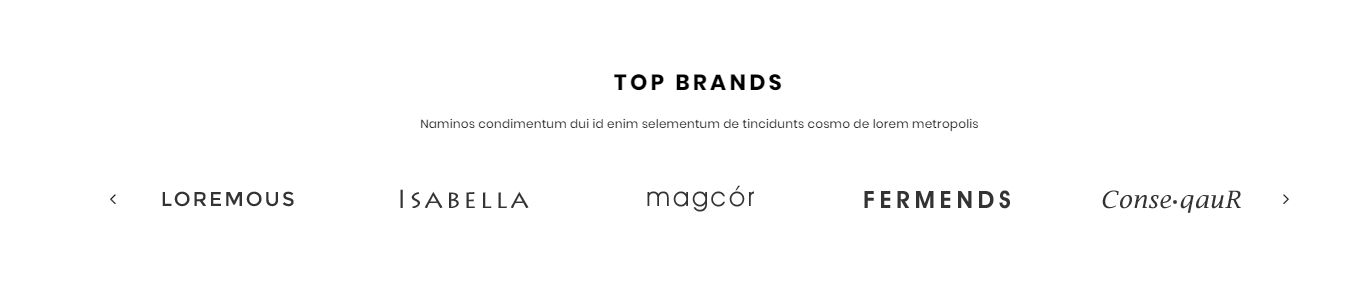 TOP BRANDS
Naminos condimentum dui id enim selementum de tincidunts cosmo de lorem metropolis
LOREMOUS ISABELLA magcór FERMENDS Conse·qauR